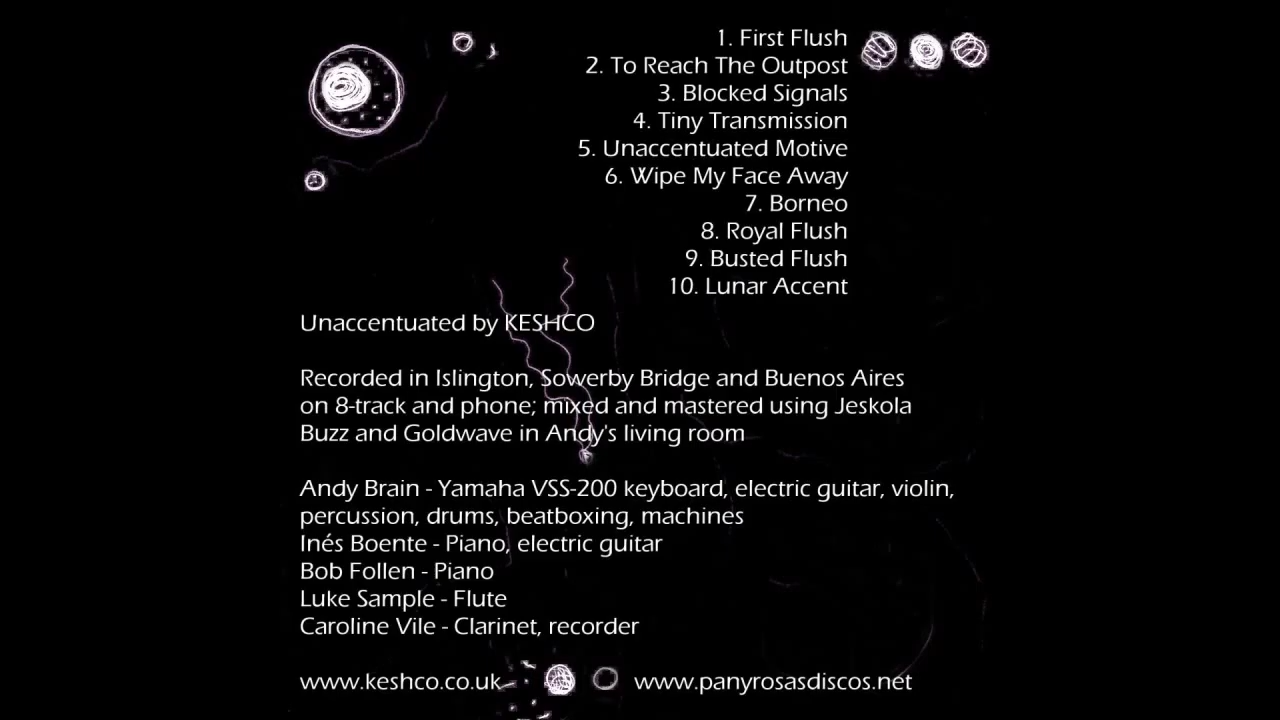 1. First Flush
2. To Reach The Outpost
3. Blocked Signals
4. Tiny Transmission
5. Unaccentuated Motive
6. Wipe My Face Away
7. Borneo
8. Royal Flush
9. Busted Flush
10. Lunar Accent
Unaccentuated by KESHCO
Recorded in Islington, Sowerby Bridge and Buenos Aires
on 8-track and phone; mixed and mastered using Jeskola
Buzz and Goldwave in Andy's living room
Andy Brain - Yamaha VSS-200 keyboard, electric guitar, violin,
percussion, drums, beatboxing, machines
Inés Boente - Piano, electric guitar
Bob Follen - Piano
Luke Sample - Flute
Caroline Vile - Clarinet, recorder
www.keshco.co.uk www.panyrosasdiscos.net